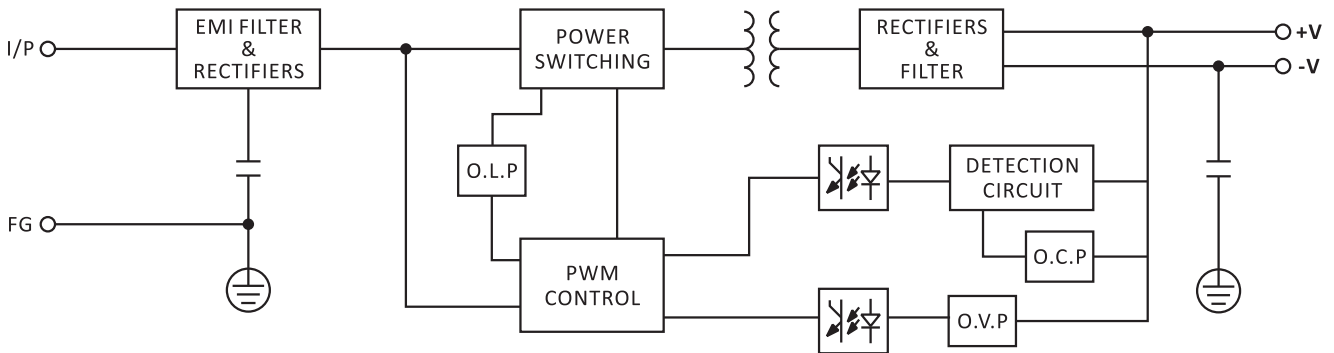 I/P
EMI FILTER
&
RECTIFIERS
POWER
SWITCHING
RECTIFIERS
&
FILTER
+V
-V
O.L.P
DETECTION
CIRCUIT
FG
O.C.P
PWM
CONTROL
O.V.P